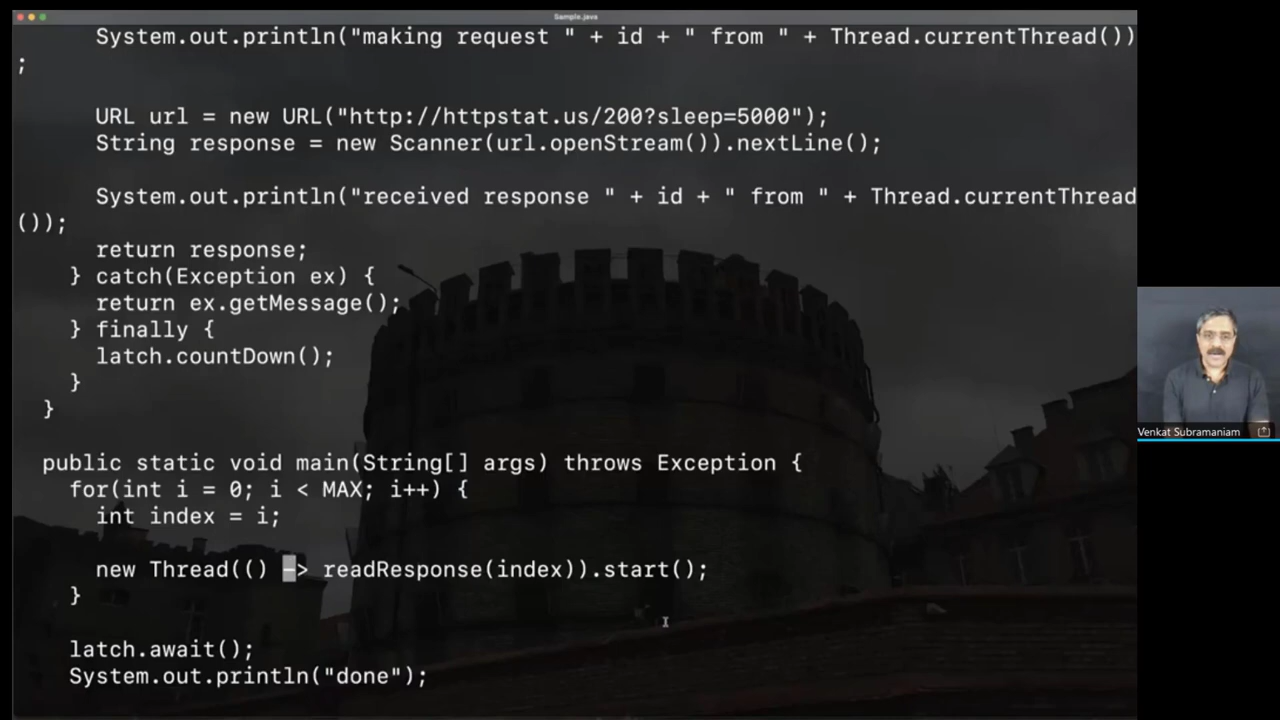 Sample.java
System.out.println("making request " + id + " from " + Thread.currentThread())
;
URL url = new URL("http://httpstat.us/200?sleep=5000");
String response = new Scanner(url.openStream()).nextLine();
System.out.println("received response " + id + " from " + Thread.currentThread
());
return response;
} catch(Exception ex) {
return ex.getMessage();
} finally {
latch.countDown();
}
}
public static void main(String[] args) throws Exception {
for(int i = 0; i < MAX; i++) {
int index = i;
new Thread(() -> readResponse(index)).start();
}
latch.await();
System.out.println("done");
Venkat Subramaniam